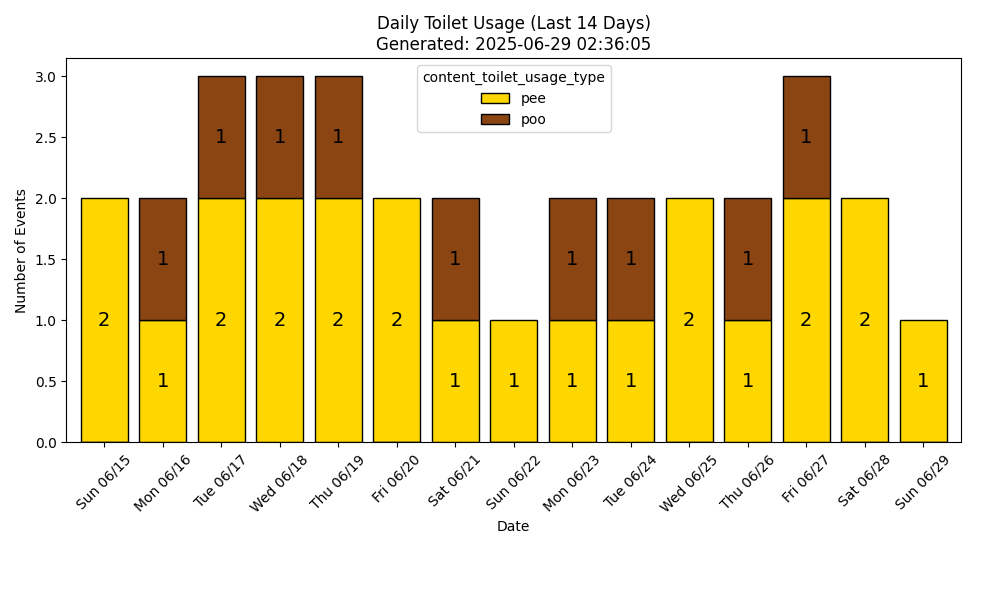 Daily Toilet Usage (Last 14 Days)
Generated: 2025-06-29 02:36:05
content_toilet_usage_type
pee
poo
Number of Events
3.0
2.5
2.0
1.5
1.0
0.5
0.0
1 1 1 1
1 1 1 1 1
2 2 2 2 2 2 2 2
1 1 1 1 1 1 1
Sun 06/15
Mon 06/16
Tue 06/17
Wed 06/18
Thu 06/19
Fri 06/20
Sat 06/21
Sun 06/22
Mon 06/23
Tue 06/24
Wed 06/25
Thu 06/26
Fri 06/27
Sat 06/28
Sun 06/29
Date